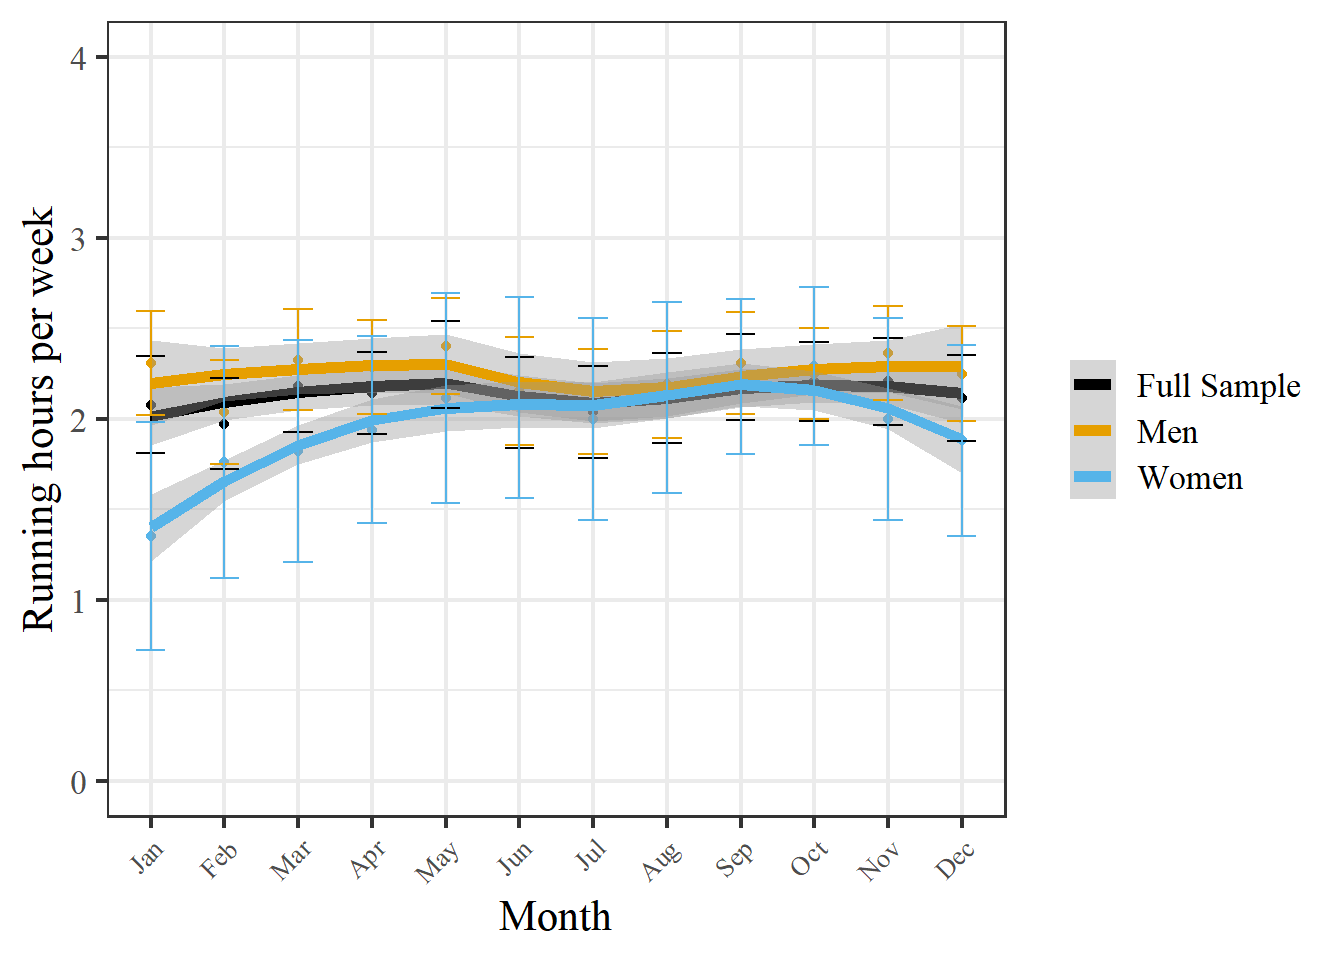 Running hours per week
4
3
2
1
0
Jan
Feb
Mar
Apr
May
Jun
Jul
Aug
Sep
Oct
Nov
Dec
Month
Full Sample
Men
Women